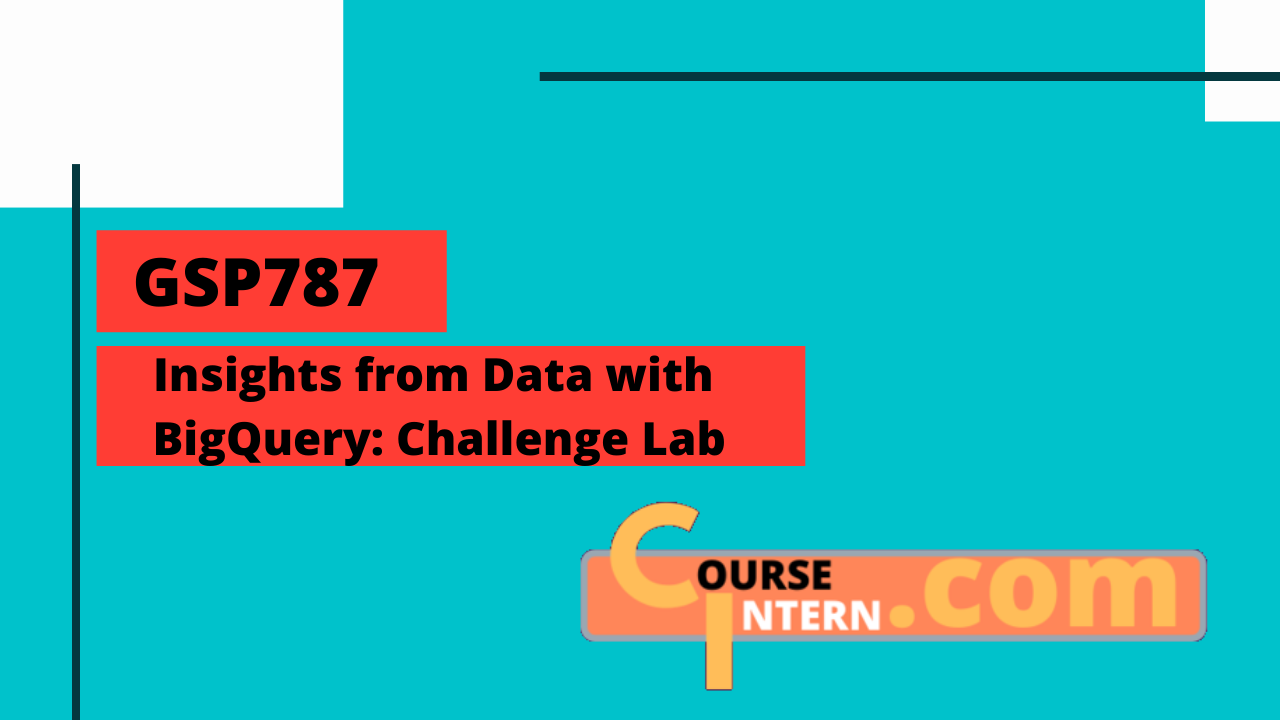 GSP787
Insights from Data with
BigQuery: Challenge Lab
COURSE
INTERN.com